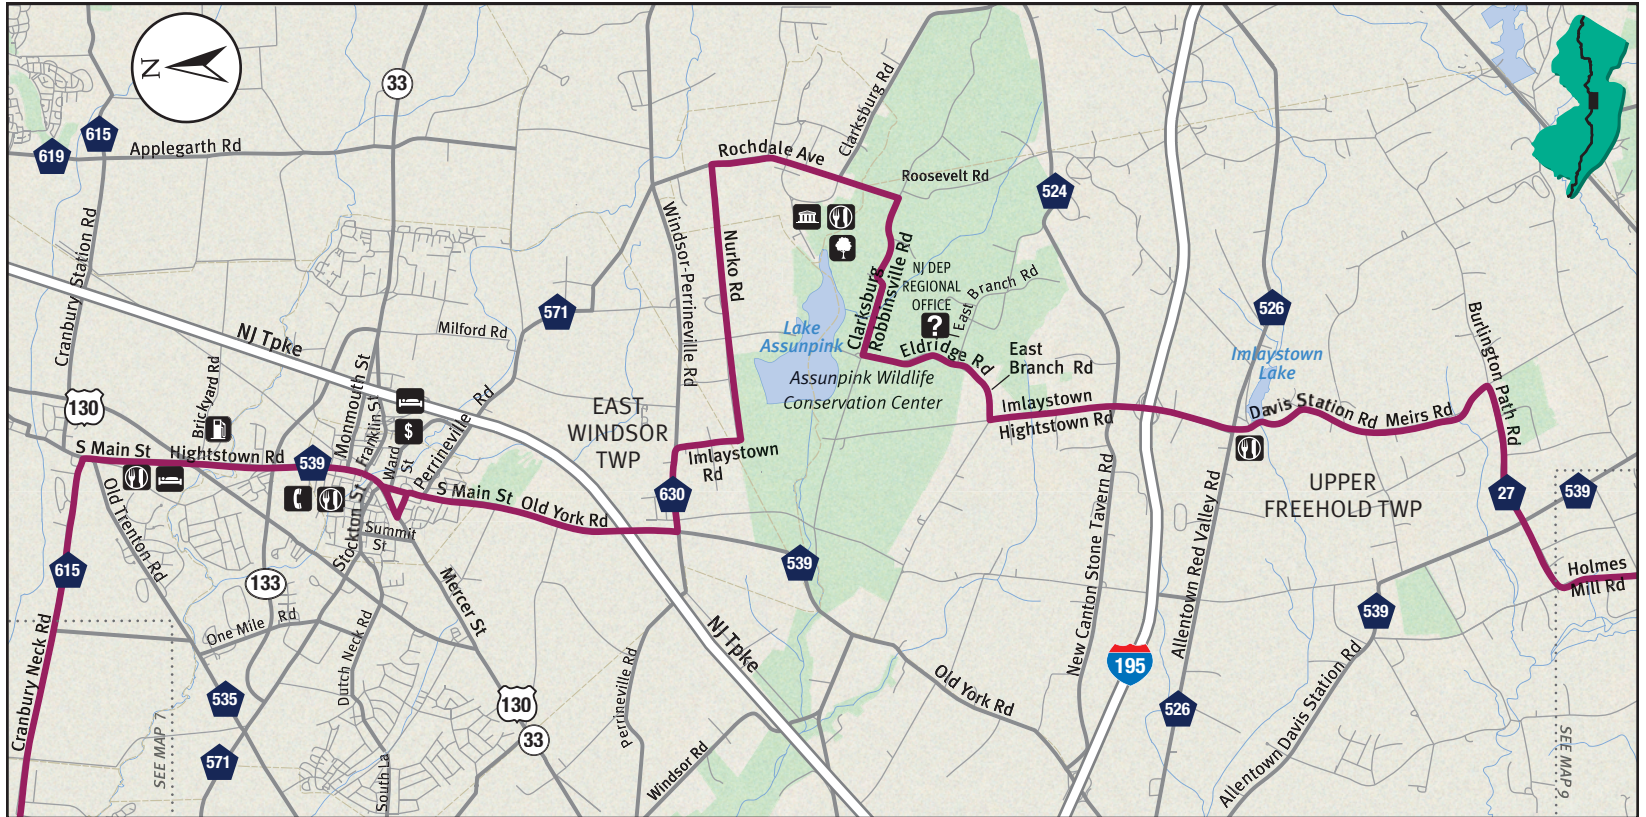 N
33
615
619
Applegarth Rd
Cranbury Station Rd
NJ Tpke
Milford Rd
571
Windsor-Perrineville Rd
Rochdale Ave
Nurko Rd
Clarksburg Rd
Roosevelt Rd
524
Clarksburg
Robbinsville Rd
NJ DEP
REGIONAL
OFFICE
?
East Branch Rd
Lake
Assunpink
Eldridge Rd
East
Branch Rd
Assunpink Wildlife
Conservation Center
Imlaystown
Hightstown Rd
526
Imlaystown
Lake
Davis Station Rd
Meirs Rd
Burlington Path Rd
130
Brickyard Rd
S Main St
Hightstown Rd
539
Monmouth St
Franklin St
Ward
St
$
Perrineville Rd
EAST
WINDSOR
TWP
S Main St
Old York Rd
Imlaystown
Rd
630
Summit
St
Stockton St
Old Trenton Rd
615
133
One Mile Rd
Dutch Neck Rd
Mercer St
Cranbury Neck Rd
535
571
SEE MAP 7
South La
130
33
Perrineville Rd
Windsor Rd
NJ Tpke
539
Old York Rd
New Canton Stone Tavern Rd
195
Allentown Red Valley Rd
526
UPPER
FREEHOLD TWP
27
539
Holmes
Mill Rd
539
Allentown Davis Station Rd
SEE MAP 9